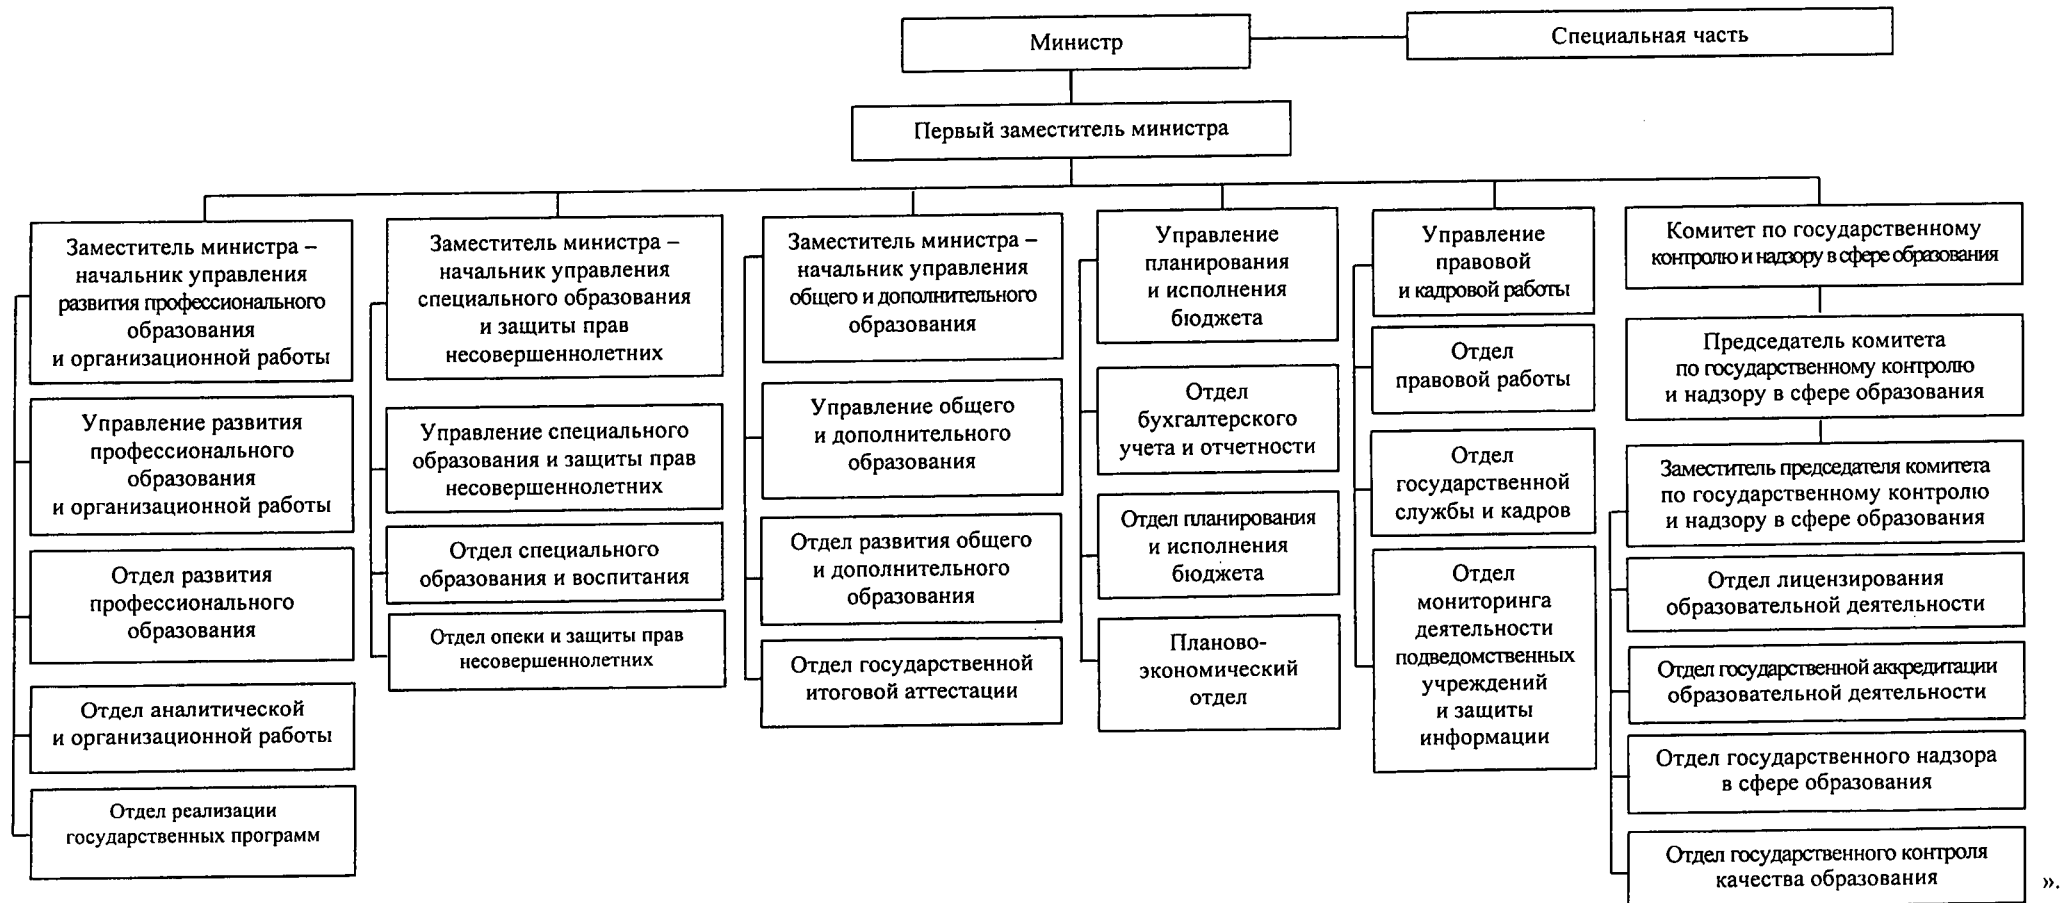 Министр
Специальная часть
Первый заместитель министра
Заместитель министра –
начальник управления
развития профессионального
образования
и организационной работы
Управление развития
профессионального
образования
и организационной работы
Отдел развития
профессионального
образования
Отдел аналитической
и организационной работы
Отдел реализации
государственных программ
Заместитель министра –
начальник управления
специального образования
и защиты прав
несовершеннолетних
Управление специального
образования и защиты прав
несовершеннолетних
Отдел специального
образования и воспитания
Отдел опеки и защиты прав
несовершеннолетних
Заместитель министра –
начальник управления
общего и дополнительного
образования
Управление общего
и дополнительного
образования
Отдел развития общего
и дополнительного
образования
Отдел государственной
итоговой аттестации
Управление
планирования
и исполнения
бюджета
Отдел
бухгалтерского
учета и отчетности
Отдел планирования
и исполнения
бюджета
Планово-
экономический
отдел
Управление
правовой
и кадровой работы
Отдел
правовой работы
Отдел
государственной
службы и кадров
Отдел
мониторинга
деятельности
подведомственных
учреждений
и защиты
информации
Комитет по государственному
контролю и надзору в сфере образования
Председатель комитета
по государственному контролю
и надзору в сфере образования
Заместитель председателя комитета
по государственному контролю
и надзору в сфере образования
Отдел лицензирования
образовательной деятельности
Отдел государственной аккредитации
образовательной деятельности
Отдел государственного надзора
в сфере образования
Отдел государственного контроля
качества образования
».